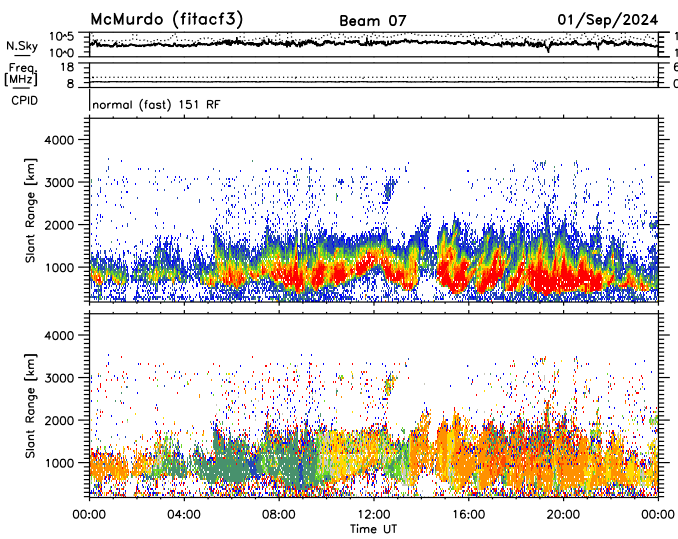 McMurdo (fitacf3) Beam 07 01/Sep/2024
N.Sky 10^5 10^0
Freq. [MHz] 18 8 6
CPID normal (fast) 151 RF
Slant Range [km]
4000
3000
2000
1000
Slant Range [km]
4000
3000
2000
1000
00:00 04:00 08:00 12:00 16:00 20:00 00:00
Time UT